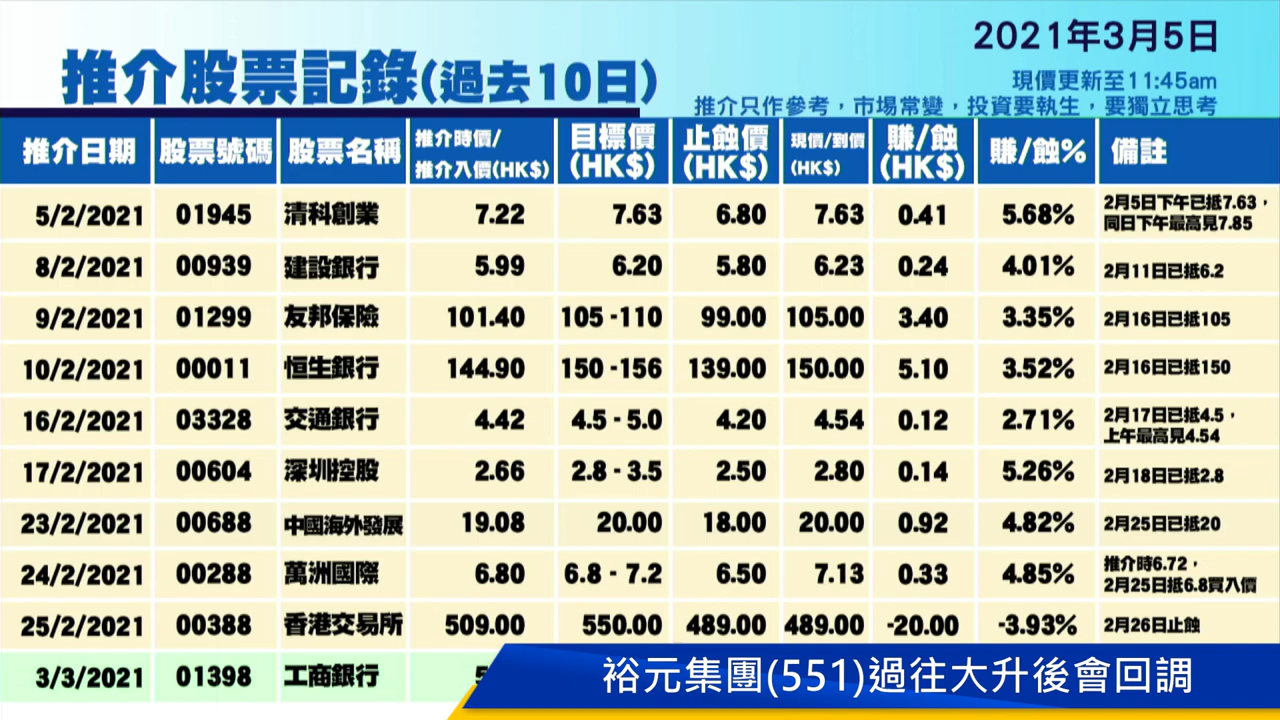 2021年3月5日
推介股票記錄(過去10日)
現價更新至11:45am
推介只作參考，市場常變，投資要執生，要獨立思考
推介日期 股票號碼 股票名稱 推介時價/推介入價(HK$) 目標價(HK$) 止蝕價(HK$) 現價/到價(HK$) 賺/蝕(HK$) 賺/蝕% 備註
5/2/2021 01945 清科創業 7.22 7.63 6.80 7.63 0.41 5.68% 2月5日下午已抵7.63，同日下午最高見7.85
8/2/2021 00939 建設銀行 5.99 6.20 5.80 6.23 0.24 4.01% 2月11日已抵6.2
9/2/2021 01299 友邦保險 101.40 105 -110 99.00 105.00 3.40 3.35% 2月16日已抵105
10/2/2021 00011 恒生銀行 144.90 150 -156 139.00 150.00 5.10 3.52% 2月16日已抵150
16/2/2021 03328 交通銀行 4.42 4.5 - 5.0 4.20 4.54 0.12 2.71% 2月17日已抵4.5，上午最高見4.54
17/2/2021 00604 深圳控股 2.66 2.8 - 3.5 2.50 2.80 0.14 5.26% 2月18日已抵2.8
23/2/2021 00688 中國海外發展 19.08 20.00 18.00 20.00 0.92 4.82% 2月25日已抵20
24/2/2021 00288 萬洲國際 6.80 6.8 - 7.2 6.50 7.13 0.33 4.85% 推介時6.72，2月25日抵6.8買入價
25/2/2021 00388 香港交易所 509.00 550.00 489.00 489.00 -20.00 -3.93% 2月26日止蝕
3/3/2021 01398 工商銀行
裕元集團(551)過往大升後會回調